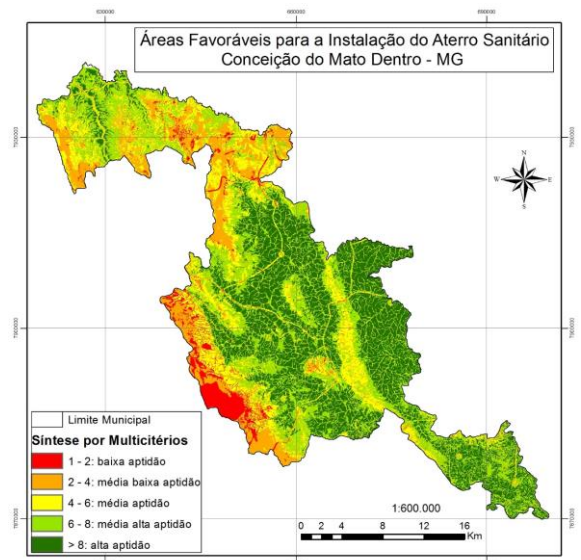 Áreas Favoráveis para a Instalação do Aterro Sanitário
Conceição do Mato Dentro - MG
N
W
E
S
Limite Municipal
Síntese por Multicitérios
1 - 2: baixa aptidão
2 - 4: média baixa aptidão
4 - 6: média aptidão
6 - 8: média alta aptidão
> 8: alta aptidão
1:600.000
0 2 4 8 12 16
Km